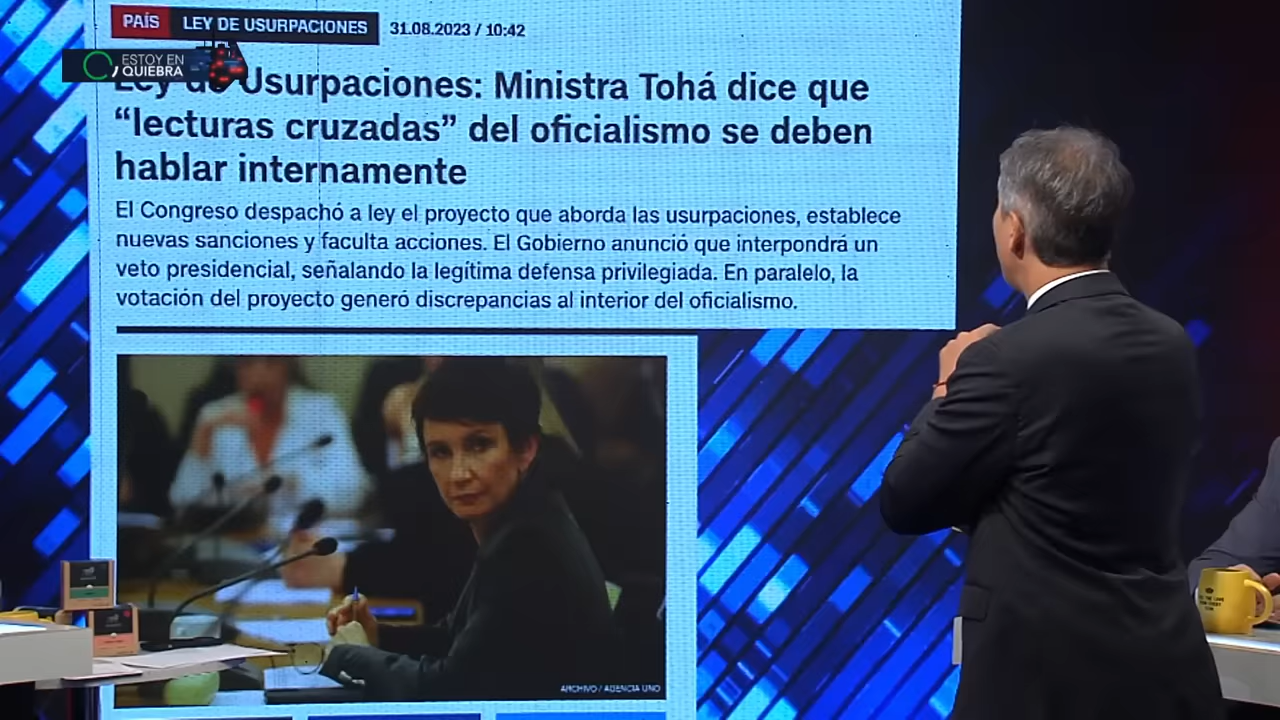 PAÍS LEY DE USURPACIONES 31.08.2023 / 10:42
ESTOY EN
QUIEBRA
Ley de Usurpaciones: Ministra Tohá dice que
“lecturas cruzadas” del oficialismo se deben
hablar internamente
El Congreso despachó a ley el proyecto que aborda las usurpaciones, establece
nuevas sanciones y faculta acciones. El Gobierno anunció que interpondrá un
veto presidencial, señalando la legítima defensa privilegiada. En paralelo, la
votación del proyecto generó discrepancias al interior del oficialismo.
ARCHIVO / AGENCIA UNO